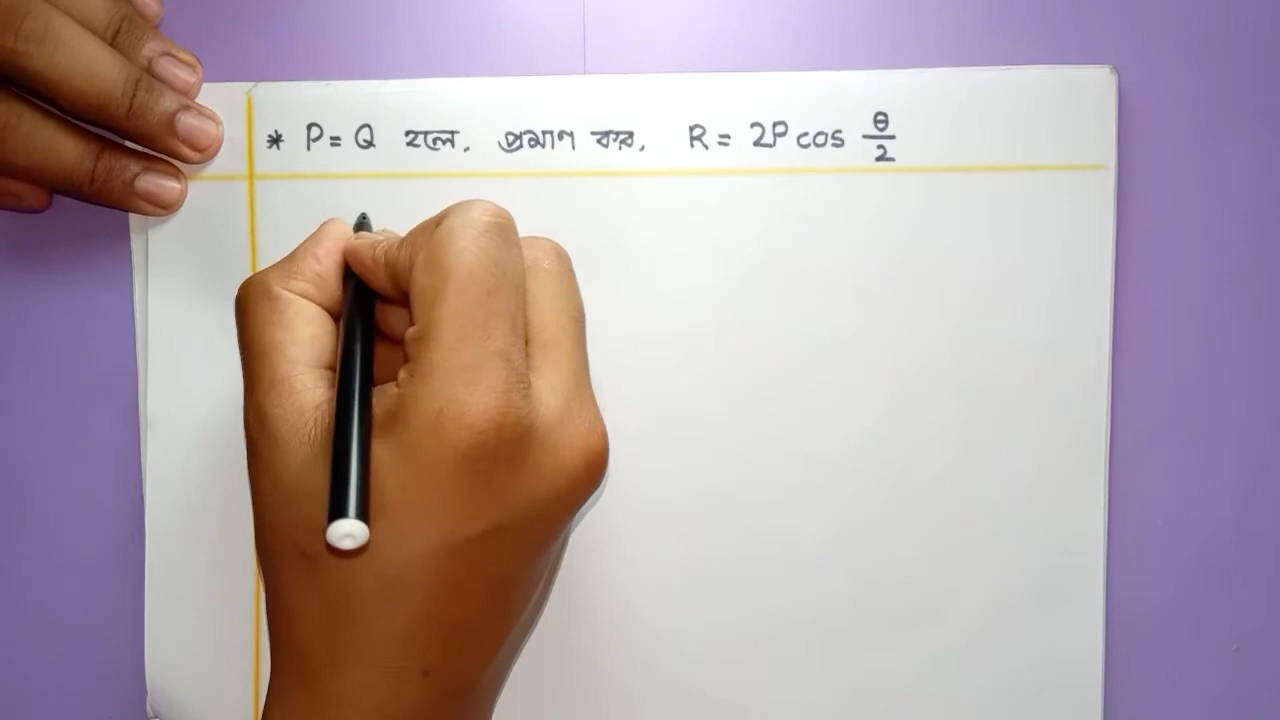 * P = Q হলে, প্রমাণ কর, R = 2P cos θ/2